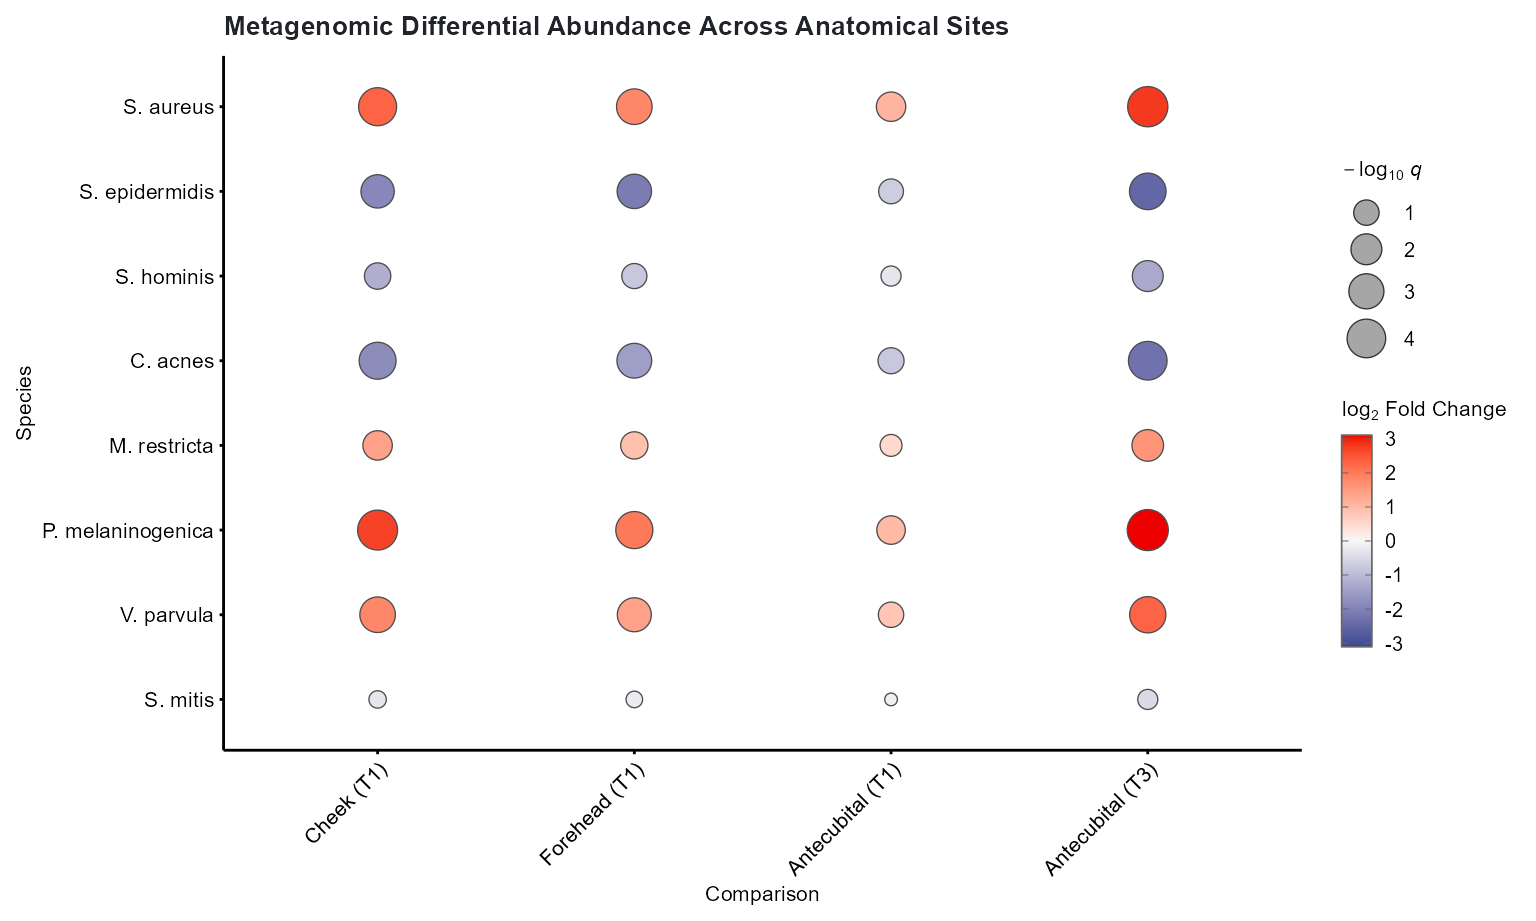 Metagenomic Differential Abundance Across Anatomical Sites
Species
S. aureus
S. epidermidis
S. hominis
C. acnes
M. restricta
P. melaninogenica
V. parvula
S. mitis
Cheek (T1)
Forehead (T1)
Antecubital (T1)
Antecubital (T3)
Comparison
−log₁₀ q
1
2
3
4
log₂ Fold Change
3
2
1
0
-1
-2
-3